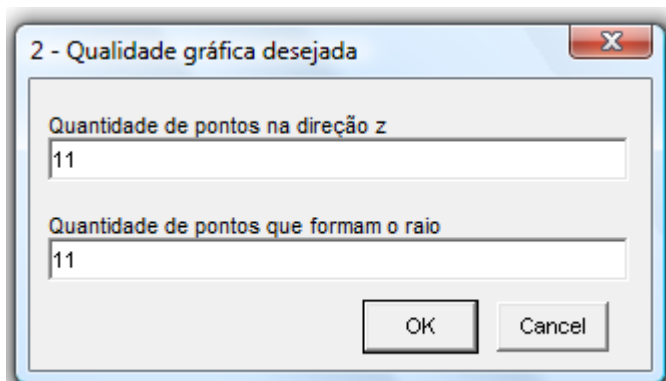 2 - Qualidade gráfica desejada
Quantidade de pontos na direção z
11
Quantidade de pontos que formam o raio
11
OK Cancel